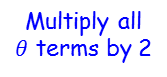 Multiply all
θ terms by 2